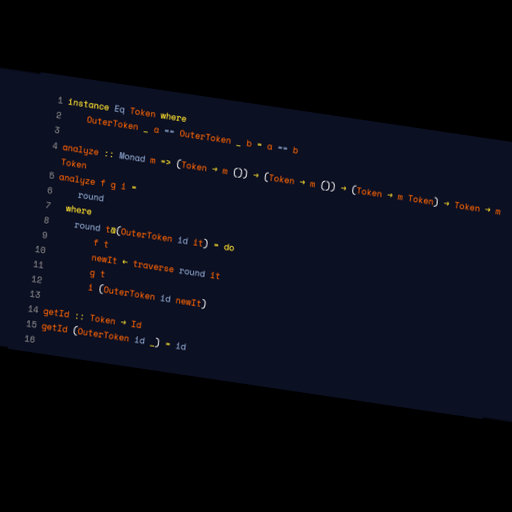 1 instance Eq Token where
2 OuterToken _ a == OuterToken _ b = a == b
3
4 analyze :: Monad m => (Token → m ()) → (Token → m ()) → (Token → m Token) → Token → m
Token
5 analyze f g i =
6 round
7 where
8 round t@(OuterToken id it) = do
9 f t
10 newIt ← traverse round it
11 g t
12 i (OuterToken id newIt)
13
14 getId :: Token → Id
15 getId (OuterToken id _) = id
16